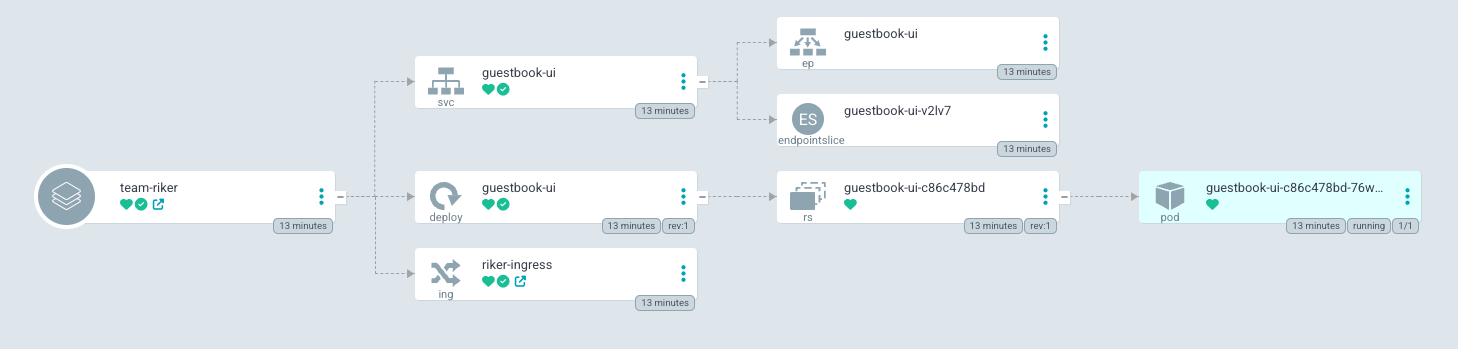 team-riker
13 minutes
guestbook-ui
svc
13 minutes
guestbook-ui
deploy
13 minutes
rev:1
riker-ingress
ing
13 minutes
guestbook-ui
ep
13 minutes
ES
guestbook-ui-v2lv7
endpointslice
13 minutes
guestbook-ui-c86c478bd
rs
13 minutes
rev:1
guestbook-ui-c86c478bd-76w...
pod
13 minutes
running
1/1